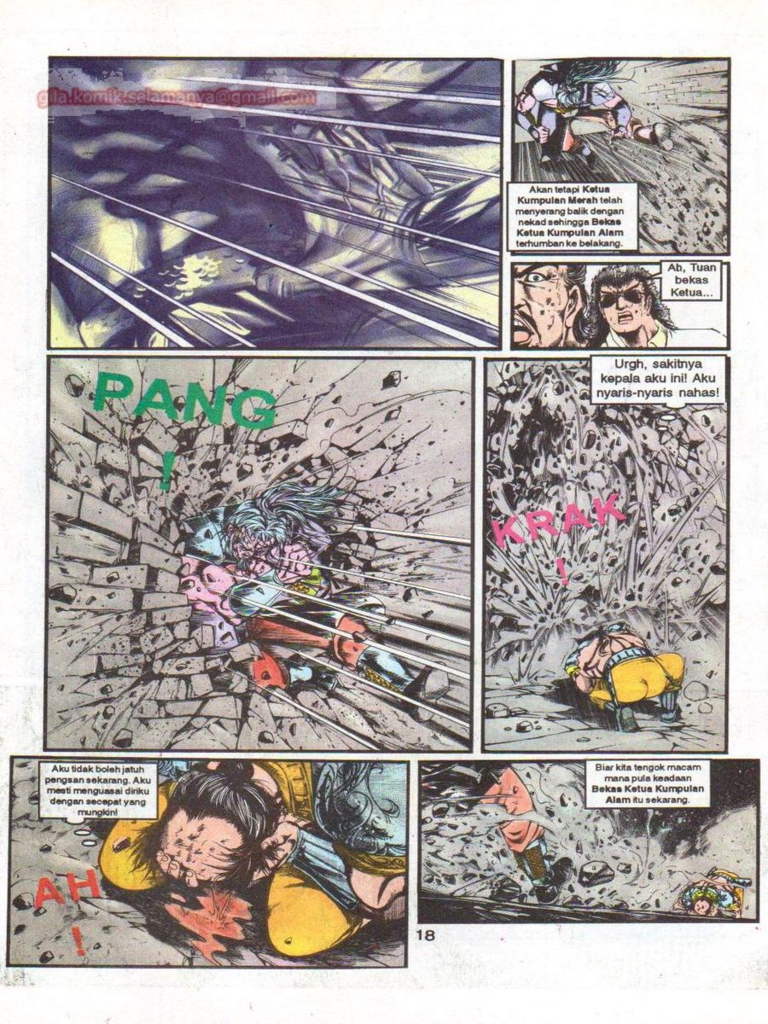 gila.komik.selamanya@gmail.com
Akan tetapi Ketua
Kumpulan Merah telah
menyerang balik dengan
nekad sehingga Bekas
Ketua Kumpulan Alam
terhumban ke belakang.
Ah, Tuan
bekas
Ketua...
PANG
!
Urgh, sakitnya
kepala aku ini! Aku
nyaris-nyaris nahas!
KRAK
!
Aku tidak boleh jatuh
pengsan sekarang. Aku
mesti menguasai diriku
dengan secepat yang
mungkin!
AH
!
Biar kita tengok macam
mana pula keadaan
Bekas Ketua Kumpulan
Alam itu sekarang.
18